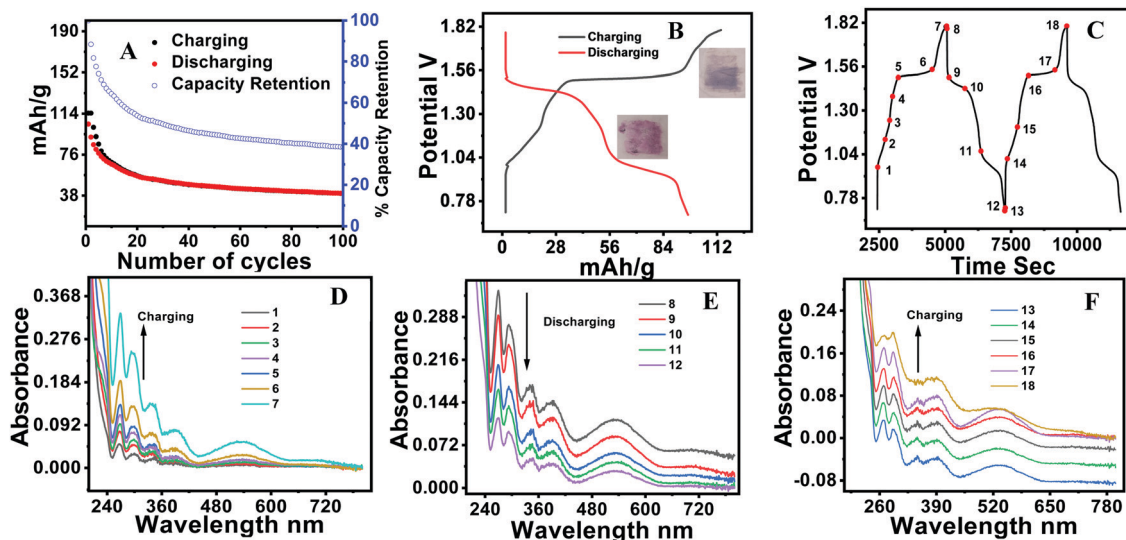 A
Charging
Discharging
Capacity Retention
190
152
114
76
38
mAh/g
100
80
60
40
20
0
% Capacity Retention
0 20 40 60 80 100
Number of cycles
B
Charging
Discharging
1.82
1.56
1.30
1.04
0.78
Potential V
0 28 56 84 112
mAh/g
C
1.82
1.56
1.30
1.04
0.78
Potential V
1
2
3
4
5
6
7
8
9
10
11
12
13
14
15
16
17
18
2500 5000 7500 10000
Time Sec
D
Charging
1
2
3
4
5
6
7
0.368
0.276
0.184
0.092
0.000
Absorbance
240 360 480 600 720
Wavelength nm
E
Discharging
8
9
10
11
12
0.288
0.216
0.144
0.072
0.000
Absorbance
240 360 480 600 720
Wavelength nm
F
Charging
13
14
15
16
17
18
0.24
0.16
0.08
0.00
-0.08
Absorbance
260 390 520 650 780
Wavelength nm